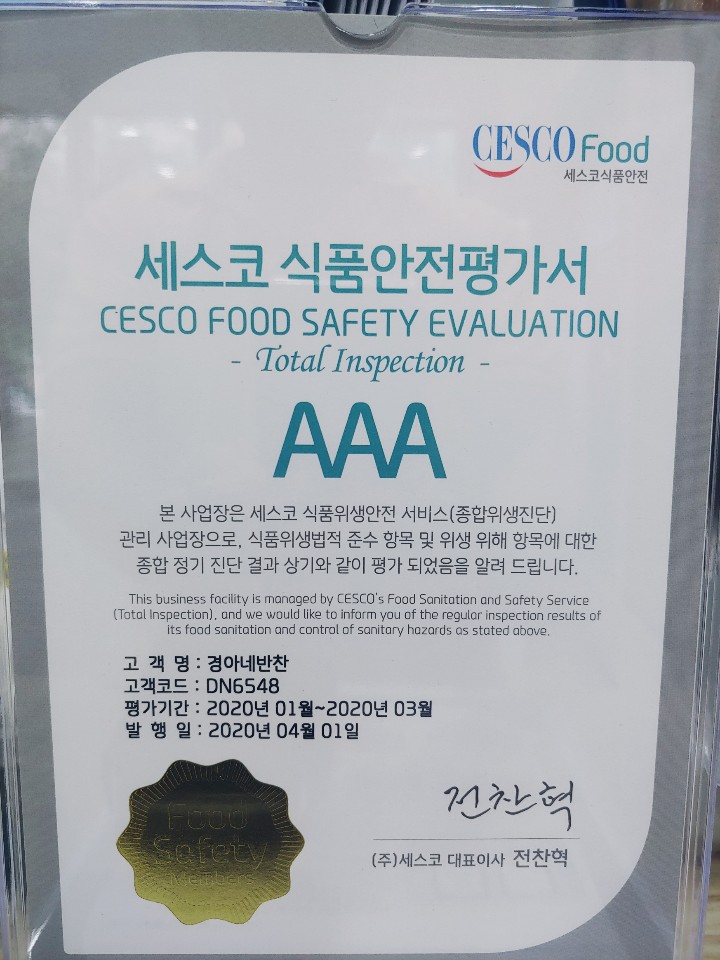 CESCO Food
세스코식품안전
세스코 식품안전평가서
CESCO FOOD SAFETY EVALUATION
- Total Inspection -
AAA
본 사업장은 세스코 식품위생안전 서비스(종합위생진단)
관리 사업장으로, 식품위생법적 준수 항목 및 위생 위해 항목에 대한
종합 정기 진단 결과 상기와 같이 평가 되었음을 알려 드립니다.
This business facility is managed by CESCO's Food Sanitation and Safety Service
(Total Inspection), and we would like to inform you of the regular inspection results of
its food sanitation and control of sanitary hazards as stated above.
고 객 명 : 경아네반찬
고객코드 : DN6548
평가기간 : 2020년 01월~2020년 03월
발 행 일 : 2020년 04월 01일
전찬혁
(주)세스코 대표이사 전찬혁
Food
Safety
Members